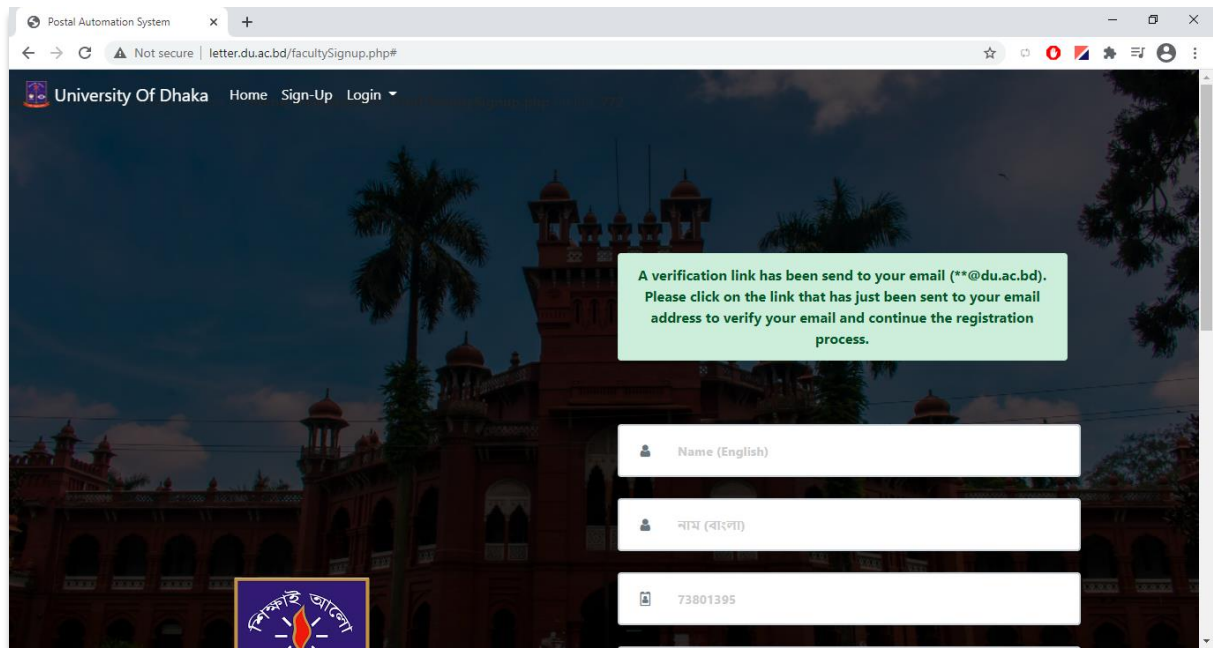 Postal Automation System
Not secure | letter.du.ac.bd/facultySignup.php#
University Of Dhaka Home Sign-Up Login
A verification link has been send to your email (**@du.ac.bd).
Please click on the link that has just been sent to your email
address to verify your email and continue the registration
process.
Name (English)
নাম (বাংলা)
73801395
শিক্ষাই আলো